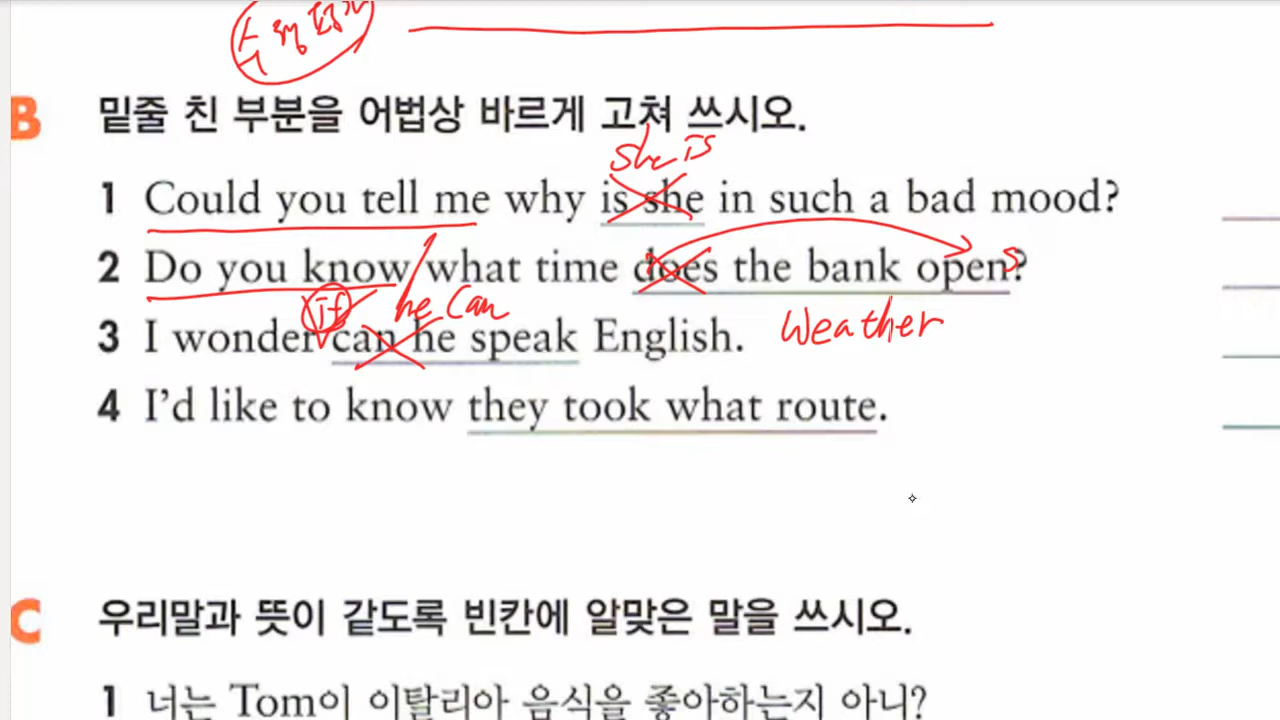 B 밑줄 친 부분을 어법상 바르게 고쳐 쓰시오.
she is
1 Could you tell me why is she in such a bad mood?
2 Do you know what time does the bank opens?
if he can
Weather
3 I wonder can he speak English.
4 I'd like to know they took what route.
C 우리말과 뜻이 같도록 빈칸에 알맞은 말을 쓰시오.
1 너는 Tom이 이탈리아 음식을 좋아하는지 아니?